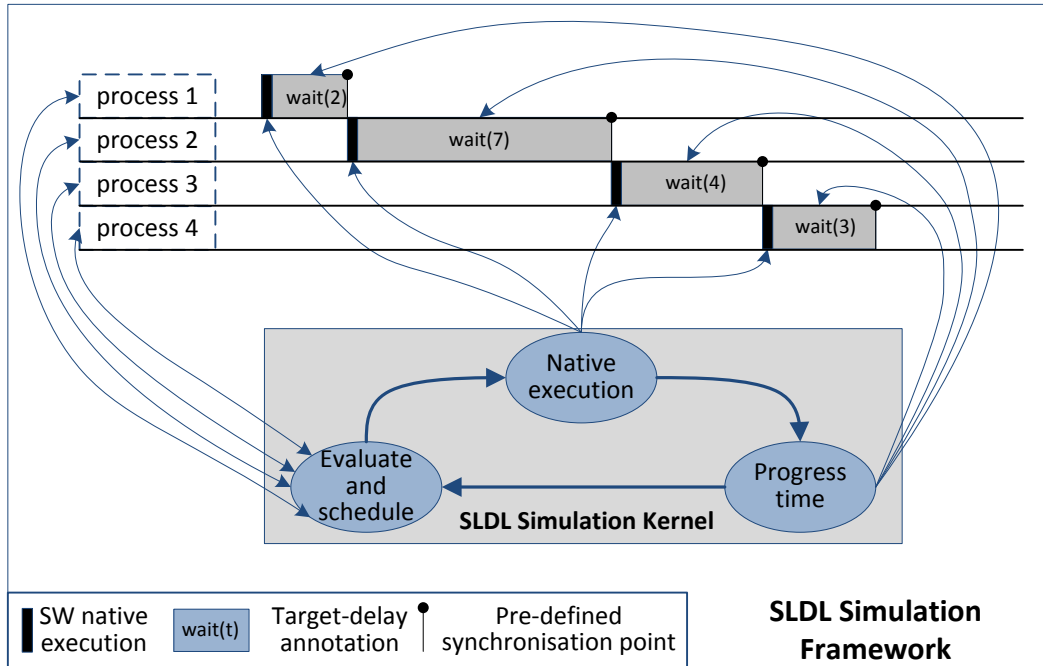 process 1
wait(2)
process 2
wait(7)
process 3
wait(4)
process 4
wait(3)
Native
execution
Evaluate
and
schedule
Progress
time
SLDL Simulation Kernel
SW native
execution
wait(t)
Target-delay
annotation
Pre-defined
synchronisation point
SLDL Simulation
Framework